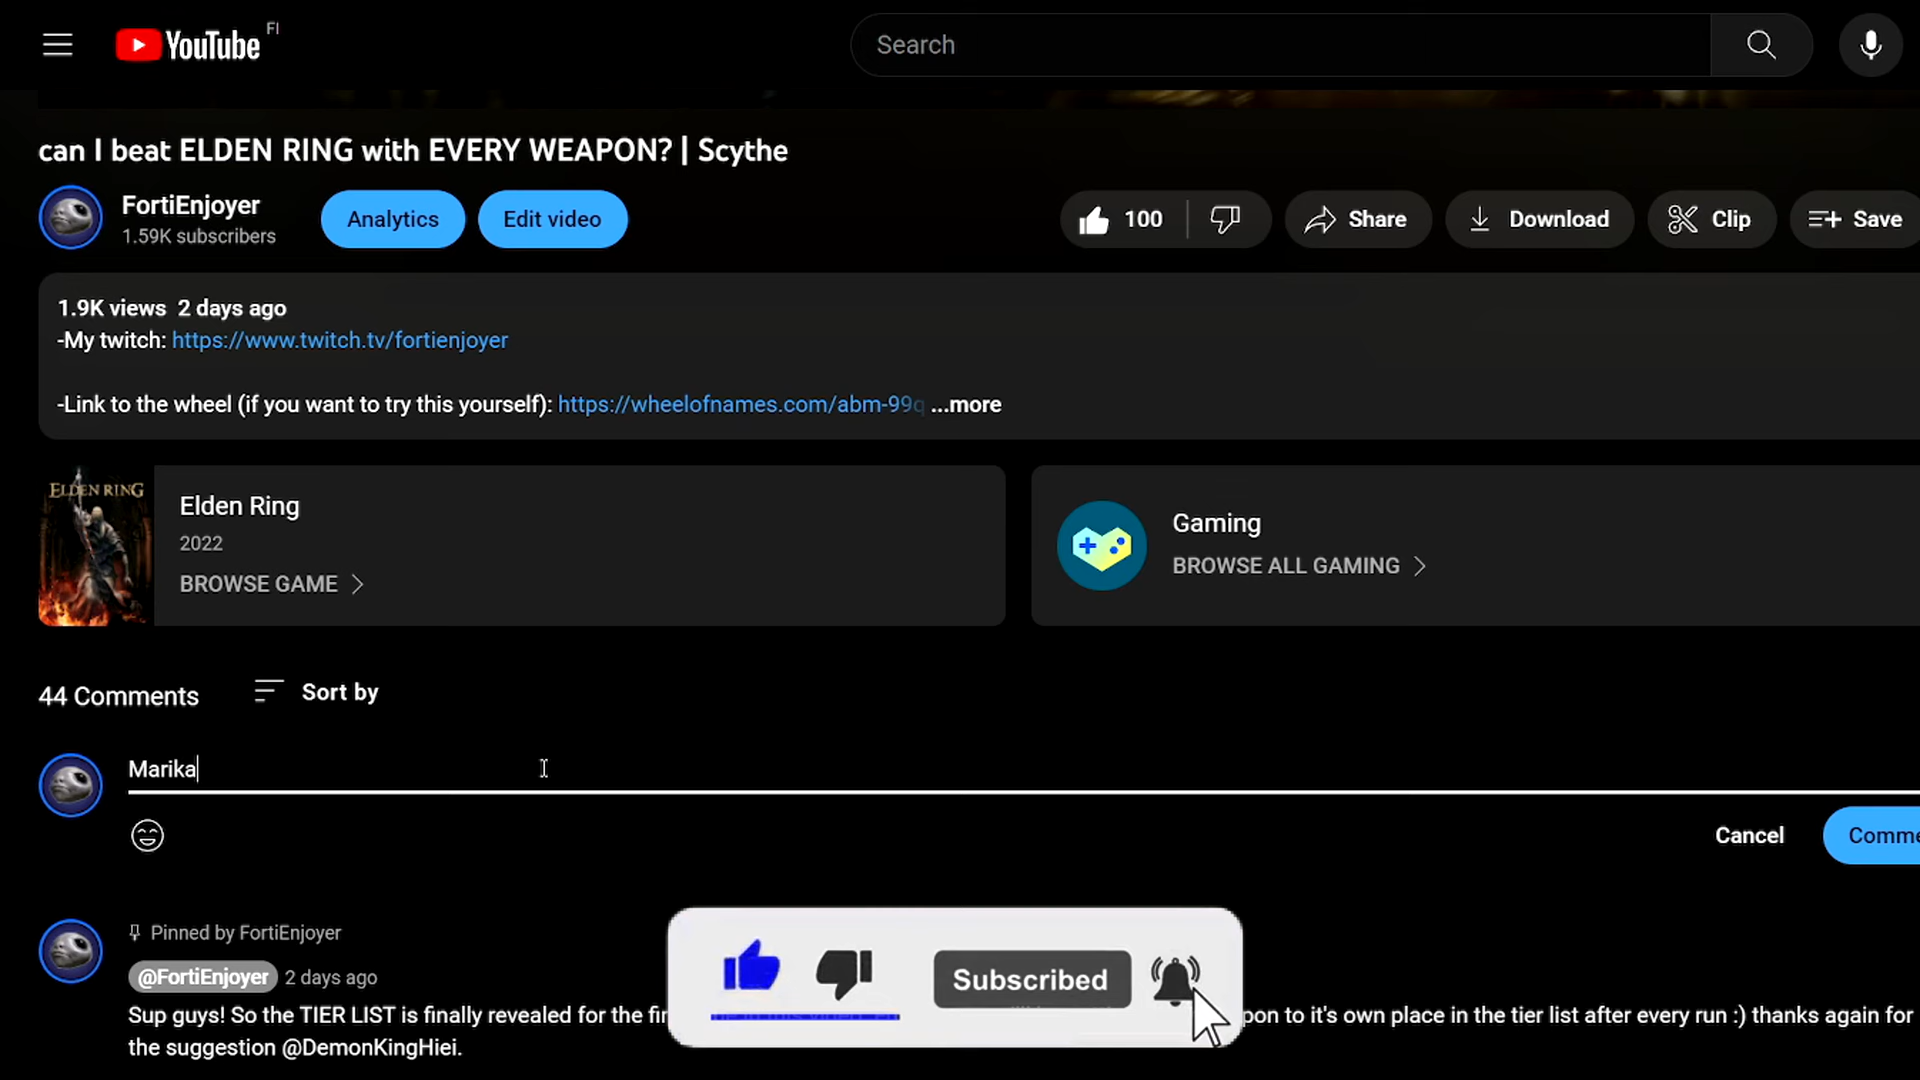 YouTube FI
Search
can I beat ELDEN RING with EVERY WEAPON? | Scythe
FortiEnjoyer
1.59K subscribers
Analytics
Edit video
100
Share
Download
Clip
Save
1.9K views 2 days ago
-My twitch: https://www.twitch.tv/fortienjoyer
-Link to the wheel (if you want to try this yourself): https://wheelofnames.com/abm-99q ...more
ELDEN RING
Elden Ring
2022
BROWSE GAME
Gaming
BROWSE ALL GAMING
44 Comments
Sort by
Marika
Cancel
Comme
Pinned by FortiEnjoyer
@FortiEnjoyer 2 days ago
Sup guys! So the TIER LIST is finally revealed for the fir
pon to it's own place in the tier list after every run :) thanks again for
the suggestion @DemonKingHiei.
Subscribed